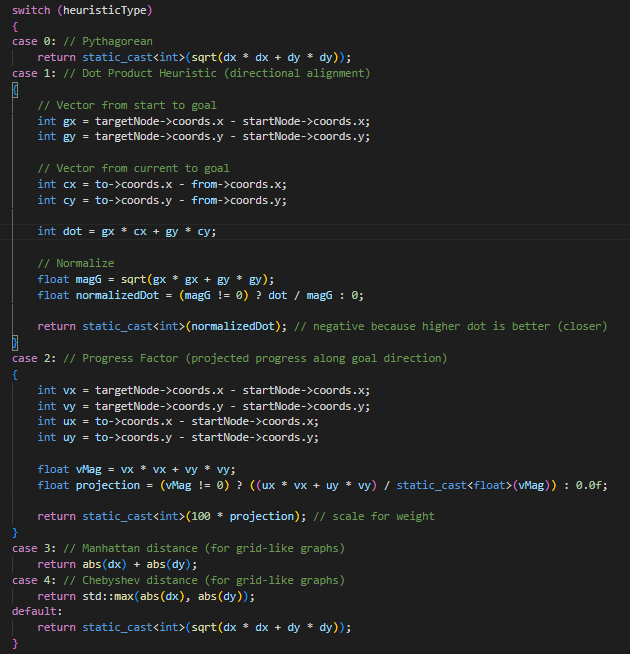 switch (heuristicType)
{
case 0: // Pythagorean
    return static_cast<int>(sqrt(dx * dx + dy * dy));
case 1: // Dot Product Heuristic (directional alignment)
{
    // Vector from start to goal
    int gx = targetNode->coords.x - startNode->coords.x;
    int gy = targetNode->coords.y - startNode->coords.y;

    // Vector from current to goal
    int cx = to->coords.x - from->coords.x;
    int cy = to->coords.y - from->coords.y;

    int dot = gx * cx + gy * cy;

    // Normalize
    float magG = sqrt(gx * gx + gy * gy);
    float normalizedDot = (magG != 0) ? dot / magG : 0;

    return static_cast<int>(normalizedDot); // negative because higher dot is better (closer)
}
case 2: // Progress Factor (projected progress along goal direction)
{
    int vx = targetNode->coords.x - startNode->coords.x;
    int vy = targetNode->coords.y - startNode->coords.y;
    int ux = to->coords.x - startNode->coords.x;
    int uy = to->coords.y - startNode->coords.y;

    float vMag = vx * vx + vy * vy;
    float projection = (vMag != 0) ? ((ux * vx + uy * vy) / static_cast<float>(vMag)) : 0.0f;

    return static_cast<int>(100 * projection); // scale for weight
}
case 3: // Manhattan distance (for grid-like graphs)
    return abs(dx) + abs(dy);
case 4: // Chebyshev distance (for grid-like graphs)
    return std::max(abs(dx), abs(dy));
default:
    return static_cast<int>(sqrt(dx * dx + dy * dy));
}